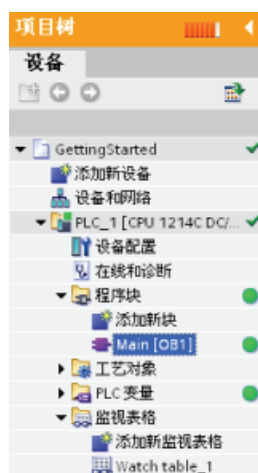 项目树
设备
GettingStarted
添加新设备
设备和网络
PLC_1 [CPU 1214C DC/...
设备配置
在线和诊断
程序块
添加新块
Main [OB1]
工艺对象
PLC 变量
监视表格
添加新监视表格
Watch table_1